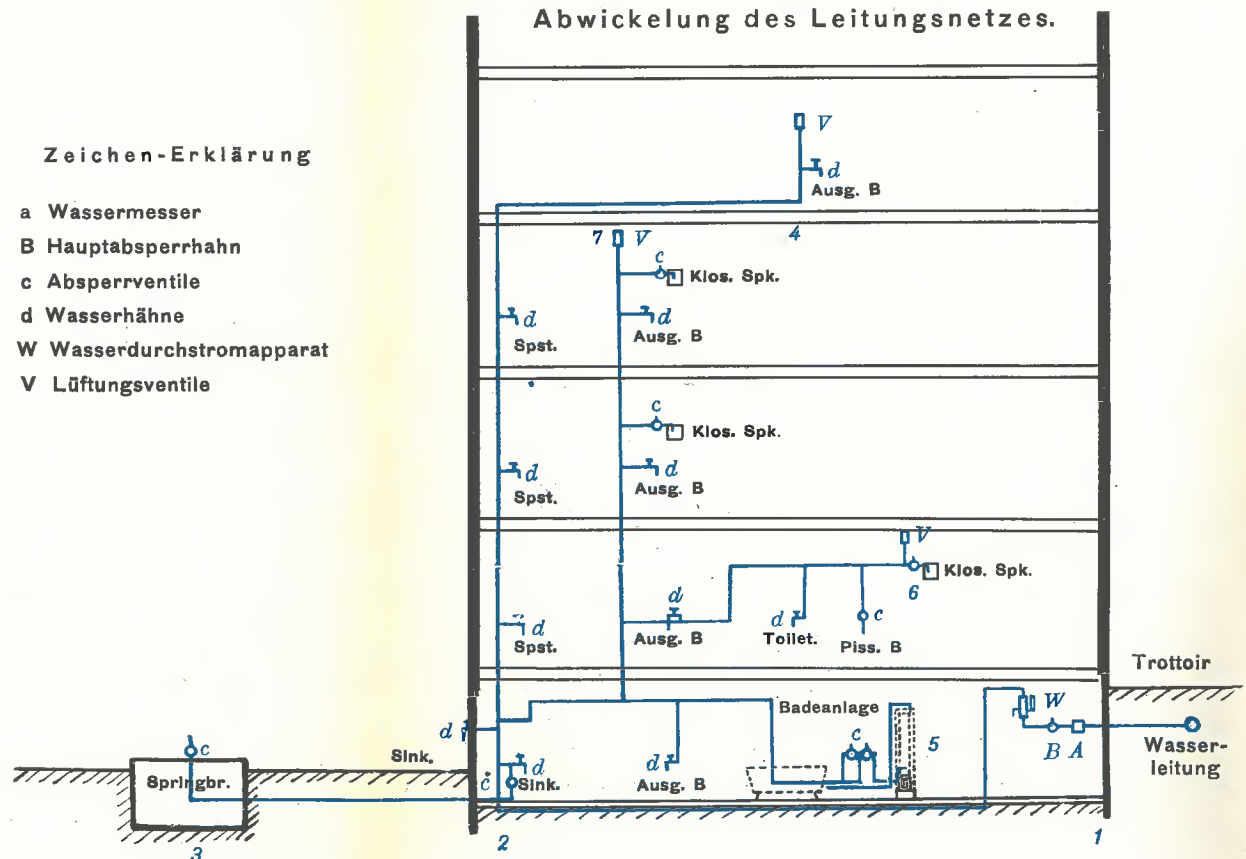 Abwickelung des Leitungsnetzes.
Zeichen-Erklärung
a Wassermesser
B Hauptabsperrhahn
c Absperrventile
d Wasserhähne
W Wasserdurchstromapparat
V Lüftungsventile
V
d
Ausg. B
4
7 V
c
Klos. Spk.
d
Spst.
d
Ausg. B
c
Klos. Spk.
d
Spst.
d
Ausg. B
V
Klos. Spk.
6
d
Spst.
d
Ausg. B
d
Toilet.
c
Piss. B
Trottoir
Badeanlage
W
d
c
5
B A
Wasser-
leitung
c
Springbr.
Sink.
c
d
Sink.
d
Ausg. B
3
2
1